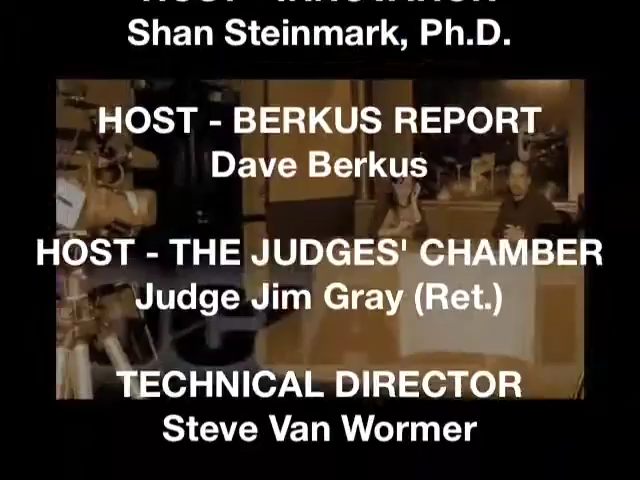 Shan Steinmark, Ph.D.
HOST - BERKUS REPORT
Dave Berkus
HOST - THE JUDGES' CHAMBER
Judge Jim Gray (Ret.)
TECHNICAL DIRECTOR
Steve Van Wormer